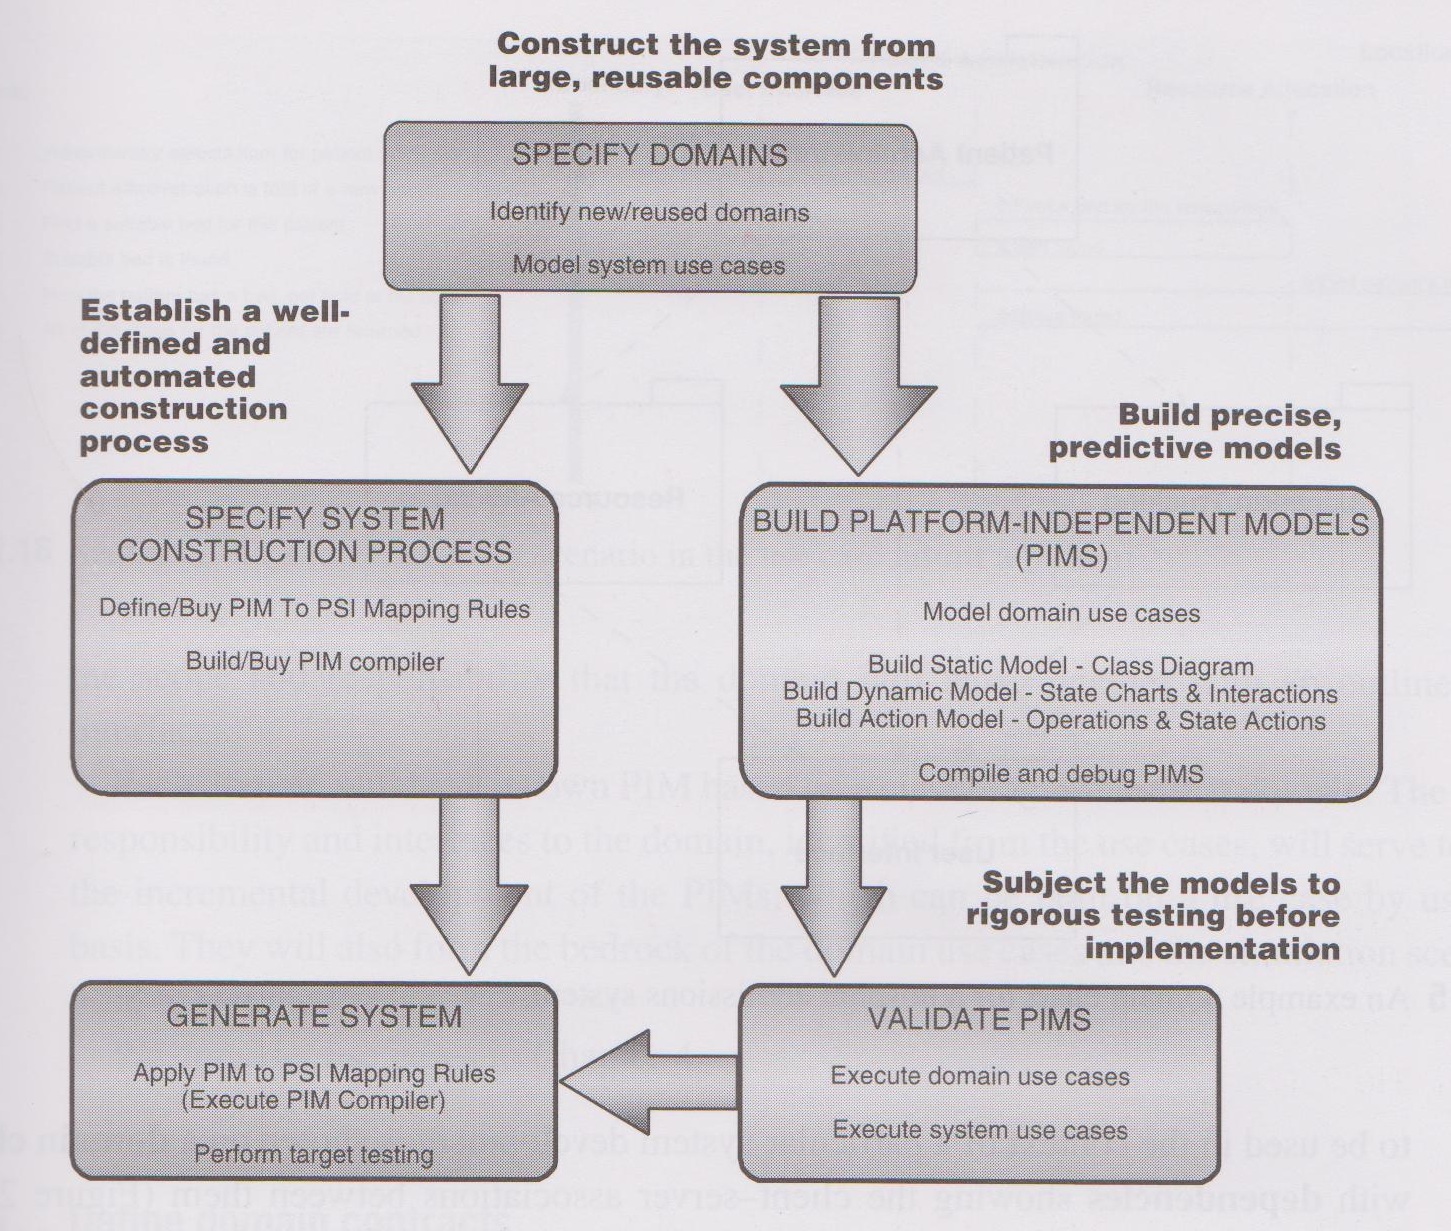 Construct the system from
large, reusable components
SPECIFY DOMAINS
Identify new/reused domains
Model system use cases
Establish a well-
defined and
automated
construction
process
Build precise,
predictive models
SPECIFY SYSTEM
CONSTRUCTION PROCESS
Define/Buy PIM To PSI Mapping Rules
Build/Buy PIM compiler
BUILD PLATFORM-INDEPENDENT MODELS
(PIMS)
Model domain use cases
Build Static Model - Class Diagram
Build Dynamic Model - State Charts & Interactions
Build Action Model - Operations & State Actions
Compile and debug PIMS
Subject the models to
rigorous testing before
implementation
GENERATE SYSTEM
Apply PIM to PSI Mapping Rules
(Execute PIM Compiler)
Perform target testing
VALIDATE PIMS
Execute domain use cases
Execute system use cases